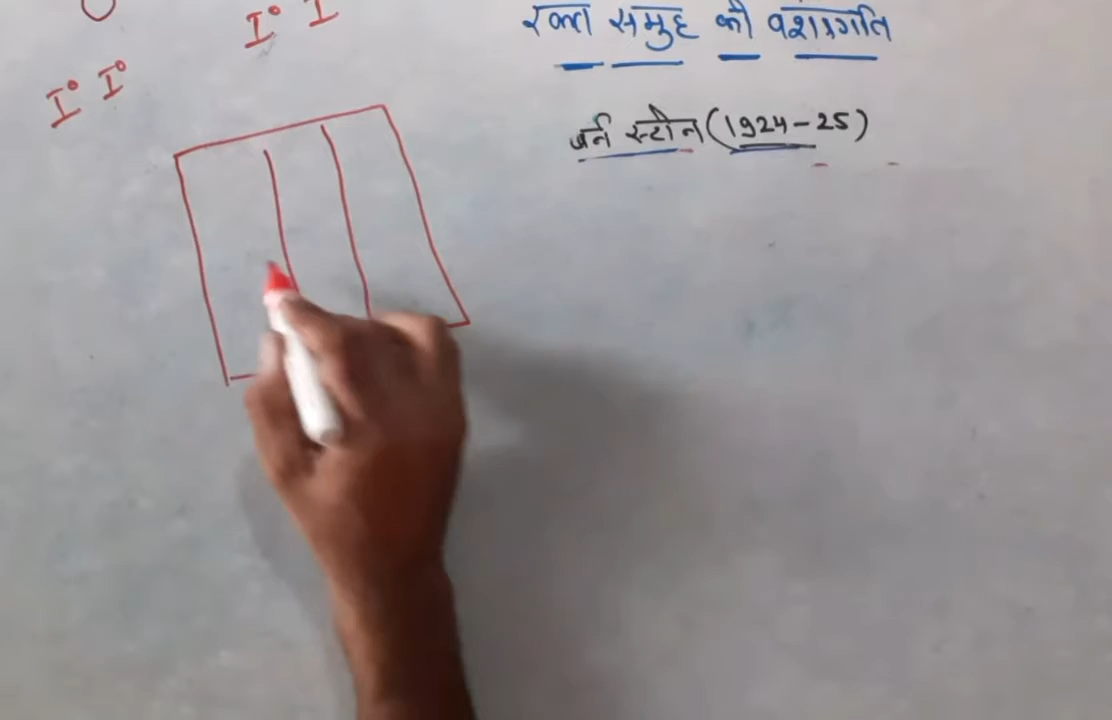 रक्त समुह की वंशागति
I° I
I° I°
बर्न स्टीन (1924-25)